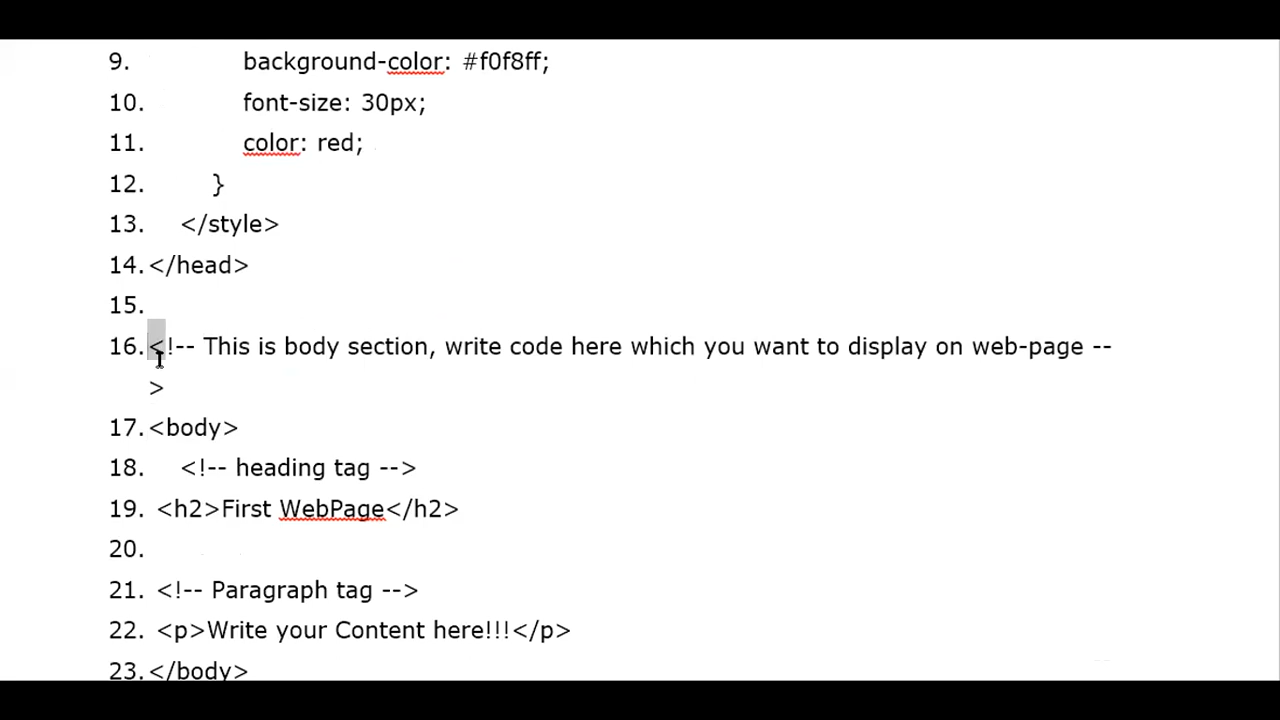 9. background-color: #f0f8ff;
10. font-size: 30px;
11. color: red;
12. }
13. </style>
14. </head>
15.
16. <!-- This is body section, write code here which you want to display on web-page --
>
17. <body>
18. <!-- heading tag -->
19. <h2>First WebPage</h2>
20.
21. <!-- Paragraph tag -->
22. <p>Write your Content here!!!</p>
23. </body>